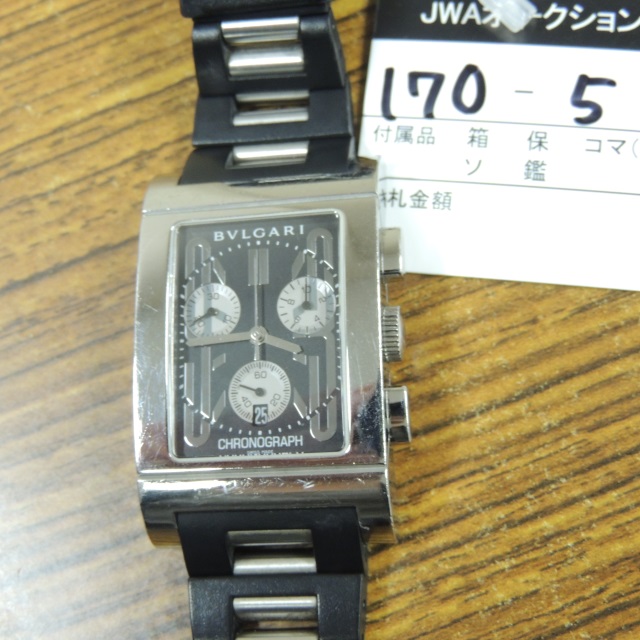 JWAオークション
170 - 5
付属品 箱 保 コマ(
ソ 鑑
札金額
BVLGARI
60
25
CHRONOGRAPH